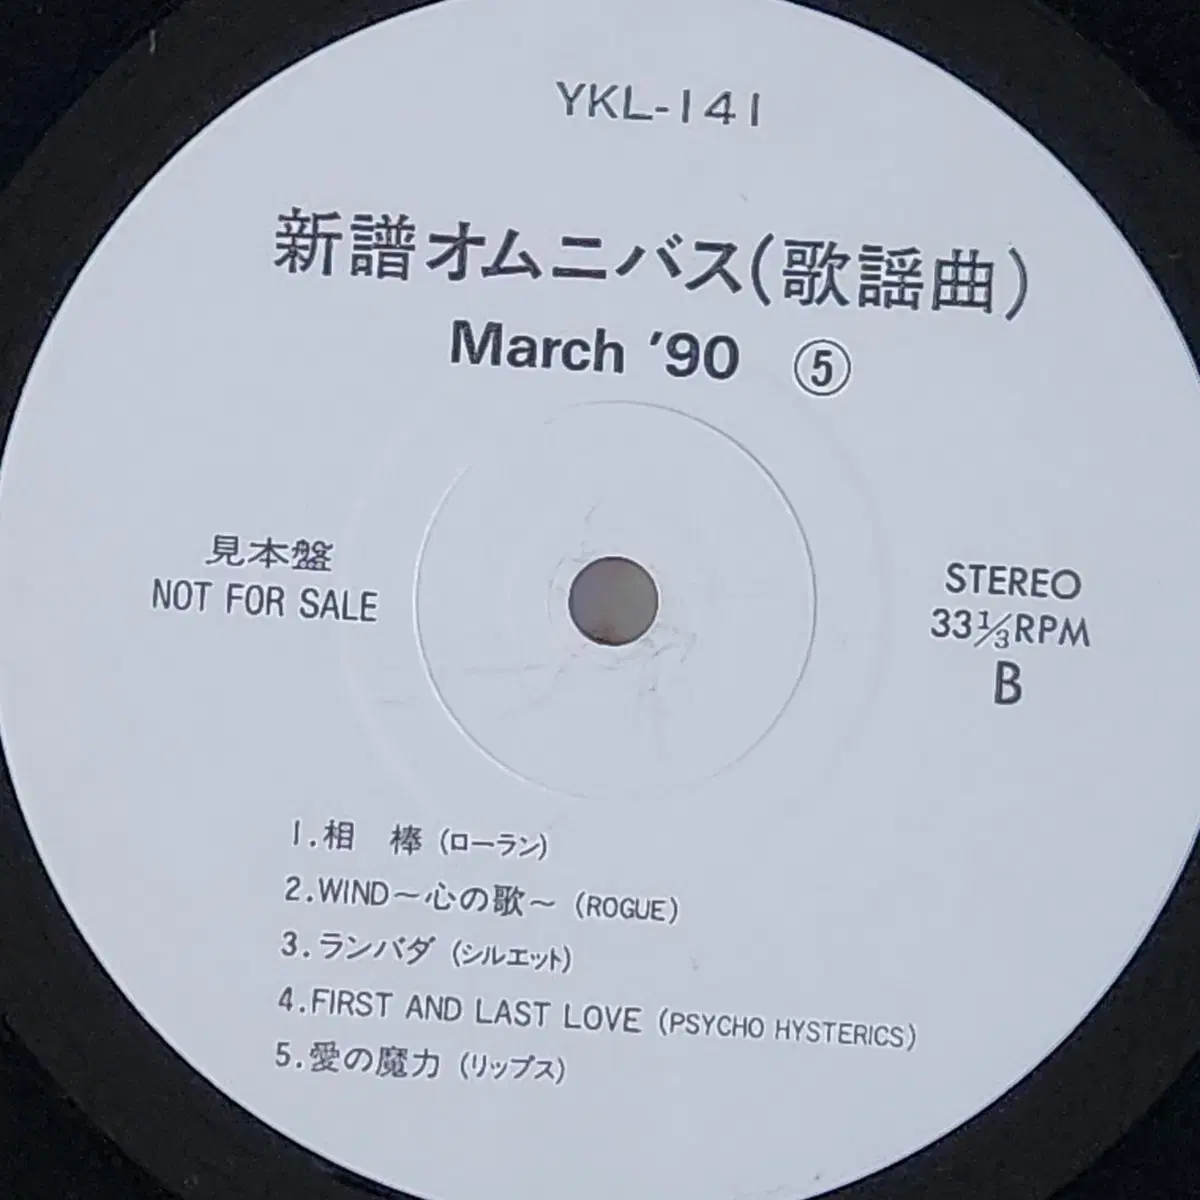 YKL-141
新譜オムニバス(歌謡曲)
March '90 ⑤
見本盤
NOT FOR SALE
STEREO
33⅓RPM
B
1.相 棒 (ローラン)
2.WIND～心の歌～ (ROGUE)
3.ランバダ (シルエット)
4.FIRST AND LAST LOVE (PSYCHO HYSTERICS)
5.愛の魔力 (リップス)